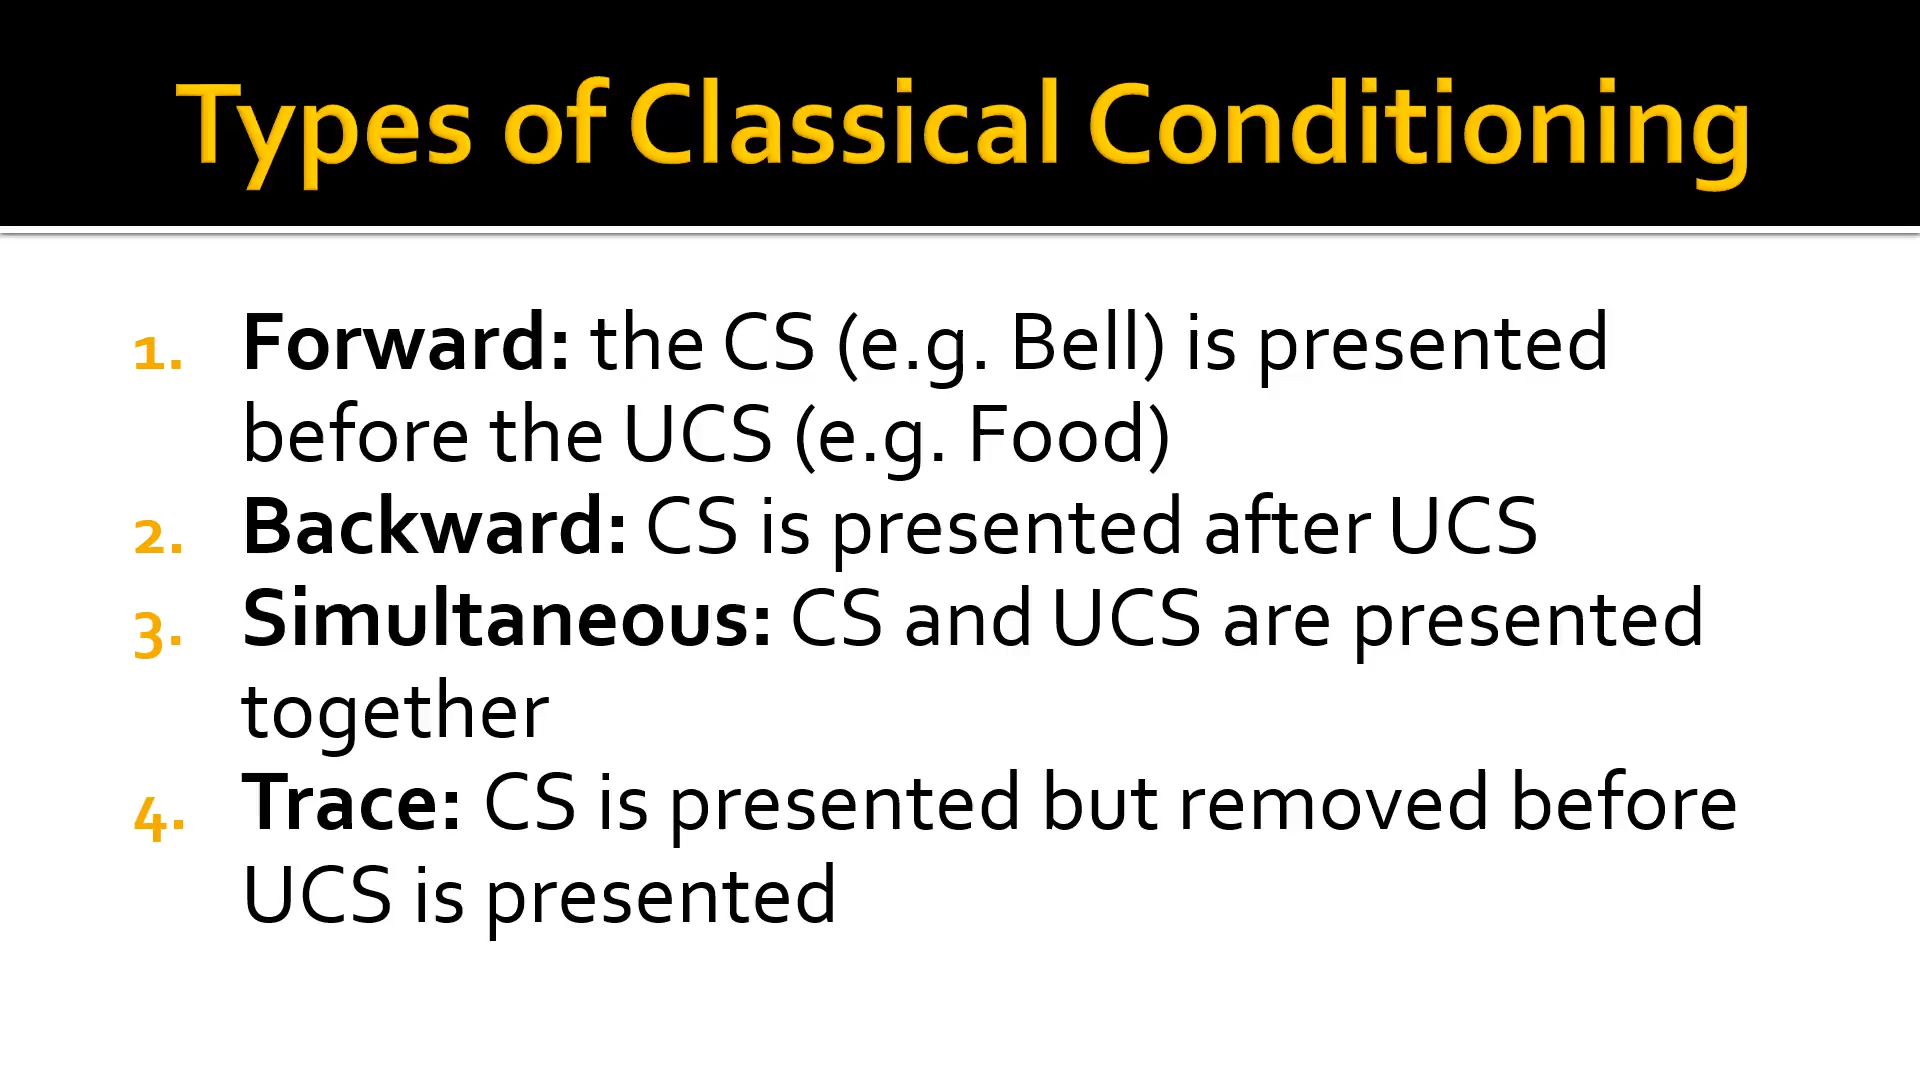 Types of Classical Conditioning
1. Forward: the CS (e.g. Bell) is presented
before the UCS (e.g. Food)
2. Backward: CS is presented after UCS
3. Simultaneous: CS and UCS are presented
together
4. Trace: CS is presented but removed before
UCS is presented